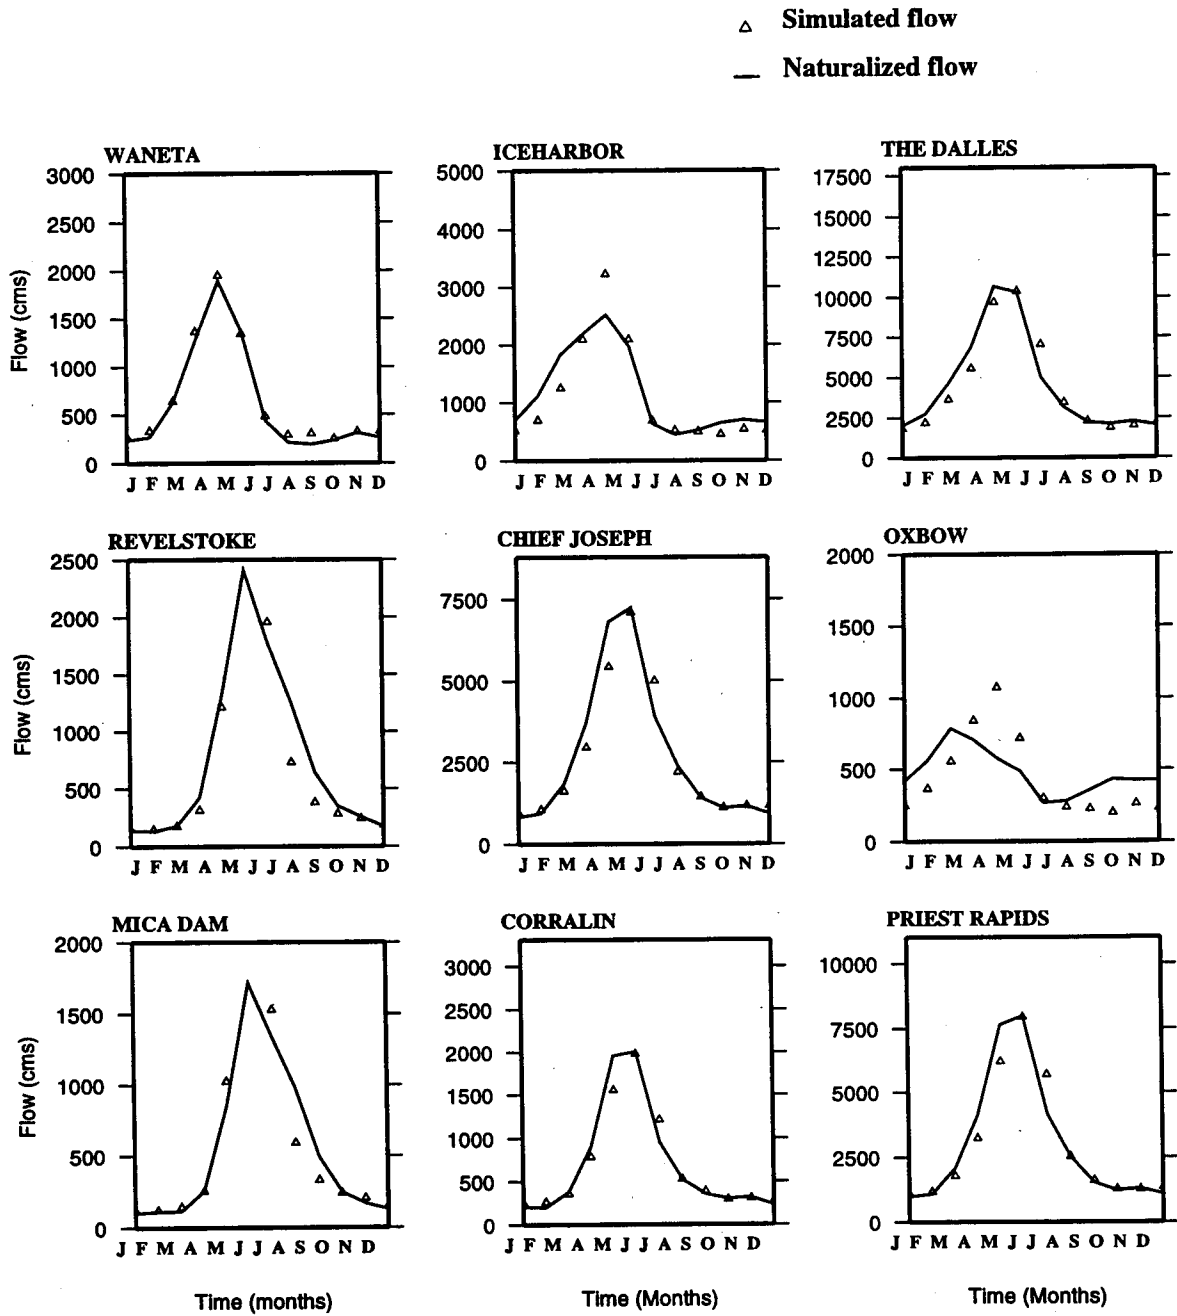 Simulated flow
Naturalized flow
WANETA
3000
2500
2000
1500
1000
500
0
Flow (cms)
J F M A M J J A S O N D
ICEHARBOR
5000
4000
3000
2000
1000
0
J F M A M J J A S O N D
THE DALLES
17500
15000
12500
10000
7500
5000
2500
0
J F M A M J J A S O N D
REVELSTOKE
2500
2000
1500
1000
500
0
Flow (cms)
J F M A M J J A S O N D
CHIEF JOSEPH
7500
5000
2500
0
J F M A M J J A S O N D
OXBOW
2000
1500
1000
500
0
J F M A M J J A S O N D
MICA DAM
2000
1500
1000
500
0
Flow (cms)
J F M A M J J A S O N D
Time (months)
CORRALIN
3000
2500
2000
1500
1000
500
0
J F M A M J J A S O N D
Time (Months)
PRIEST RAPIDS
10000
7500
5000
2500
0
J F M A M J J A S O N D
Time (Months)